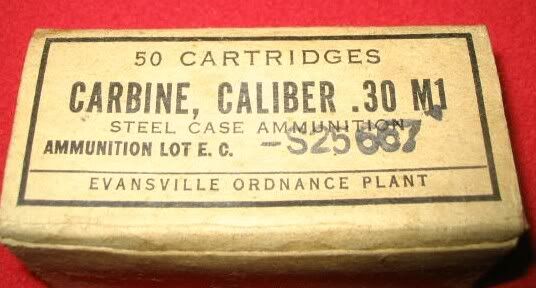 50 CARTRIDGES
CARBINE, CALIBER .30 M1
STEEL CASE AMMUNITION
AMMUNITION LOT E. C. -S25667
EVANSVILLE ORDNANCE PLANT